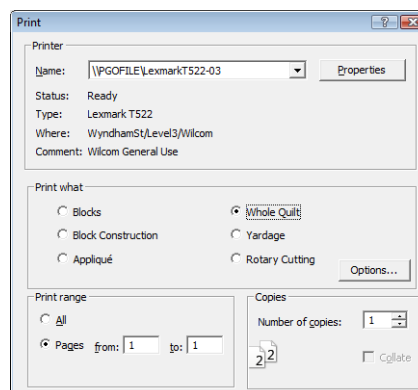 Print
Printer
Name: \\PGOFILE\LexmarkT522-03 Properties
Status: Ready
Type: Lexmark T522
Where: WyndhamSt/Level3/Wilcom
Comment: Wilcom General Use
Print what
Blocks Whole Quilt
Block Construction Yardage
Appliqué Rotary Cutting
Options...
Print range
All
Pages from: 1 to: 1
Copies
Number of copies: 1
2 2
Collate